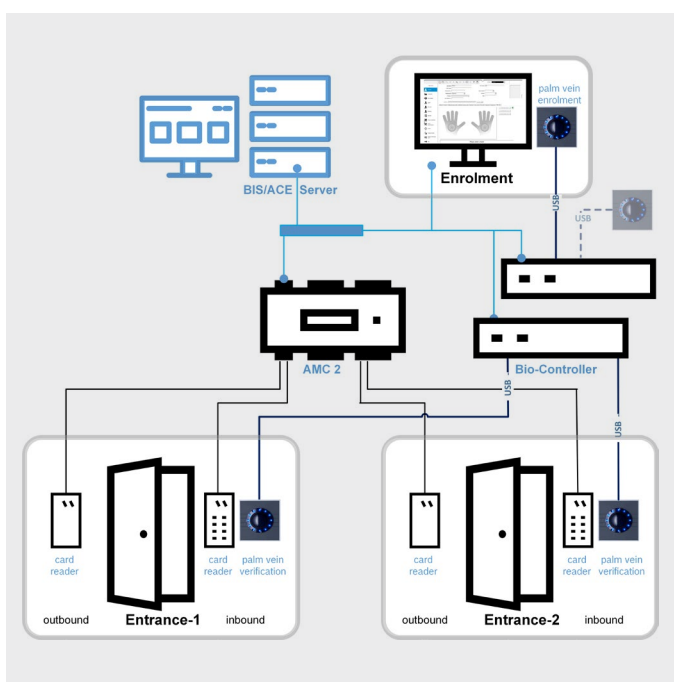 palm vein
enrolment
BIS/ACE Server
Enrolment
USB
USB
AMC 2
Bio-Controller
USB
USB
card
reader
card
reader
palm vein
verification
outbound
Entrance-1
inbound
card
reader
card
reader
palm vein
verification
outbound
Entrance-2
inbound